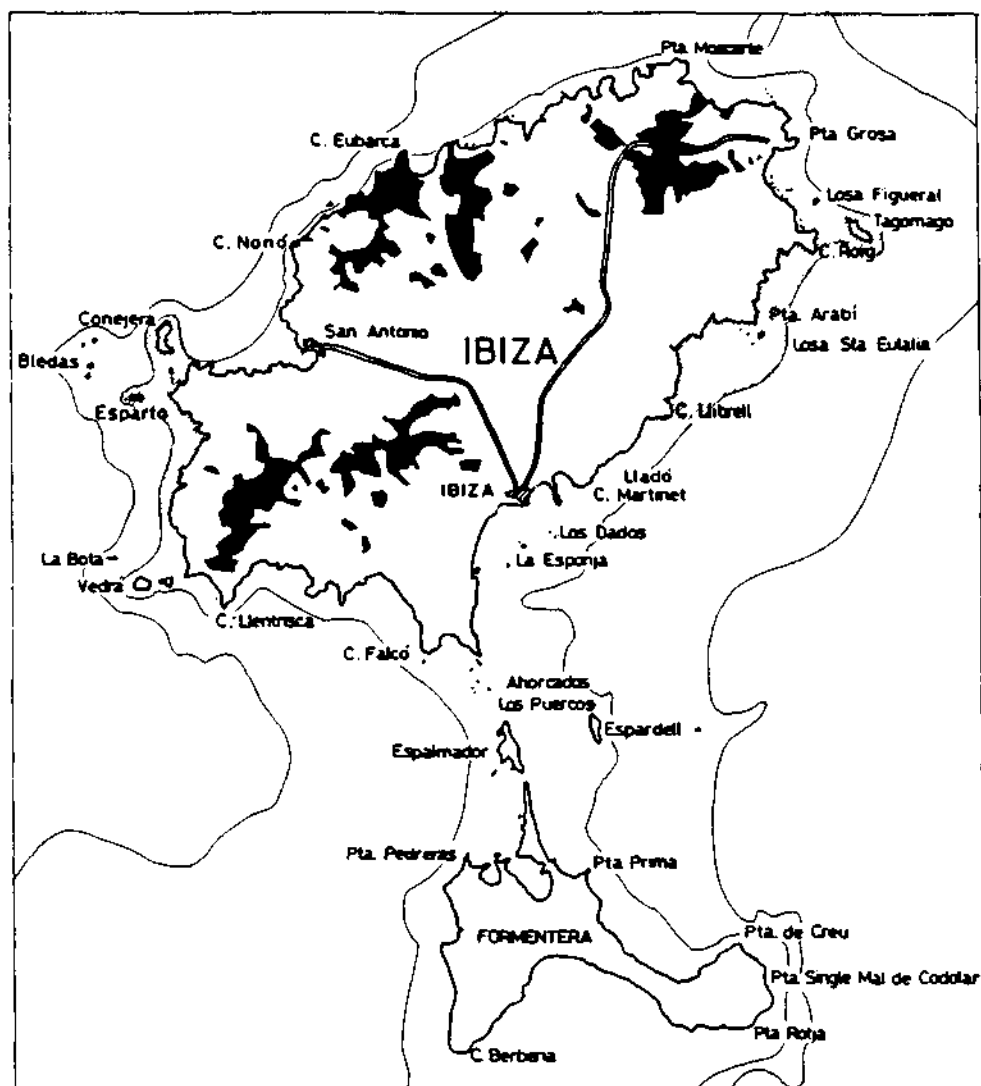 Pta Moscarte
C. Eubarca
Pta Grosa
Losa Figueral
Tagomago
C. Nono
C. Roig
Conejera
San Antonio
Pta. Arabí
IBIZA
Losa Sta Eulalia
Bledas
Esparto
C. Llibrell
IBIZA
Llado
C. Martinet
Los Dados
La Bota
La Esponja
Vedra
C. Llentrisca
C. Falcó
Ahorcados
Los Puercos
Espardell
Espalmador
Pta. Pedreras
Pta Prima
FORMENTERA
Pta. de Creu
Pta Single Mal de Codolar
Pta Rotja
C. Berberia